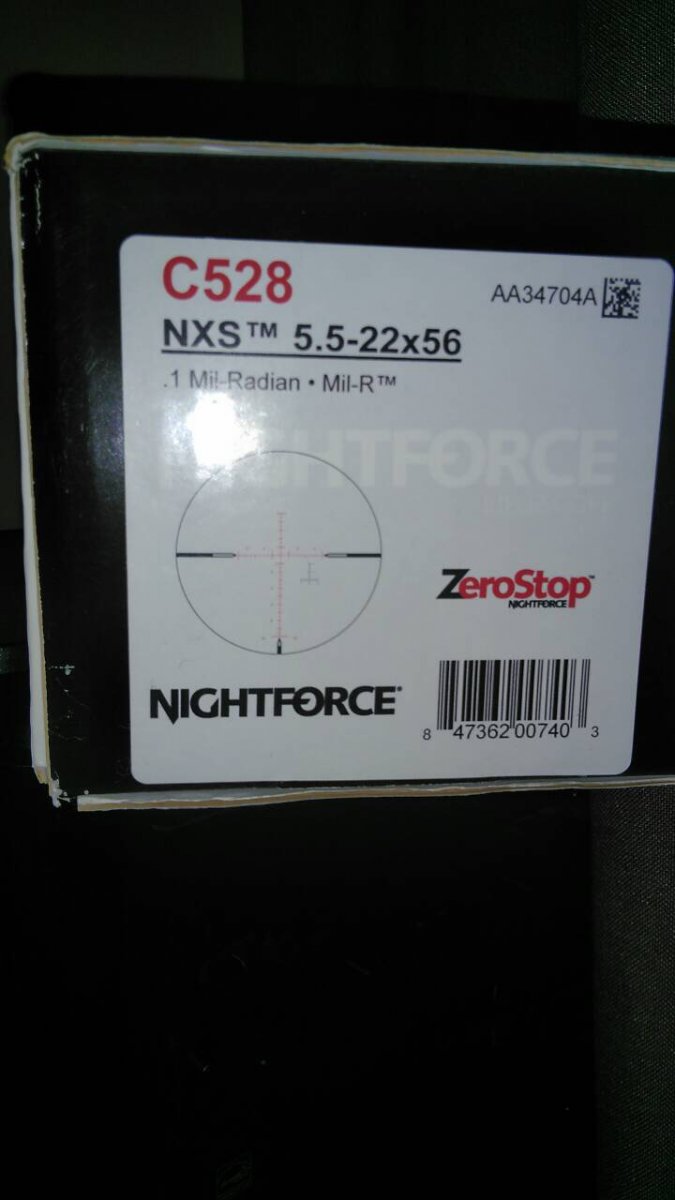 C528
AA34704A
NXS™ 5.5-22x56
.1 Mil-Radian • Mil-R™
NIGHTFORCE
ZeroStop™
NIGHTFORCE
NIGHTFORCE®
8 47362 00740 3